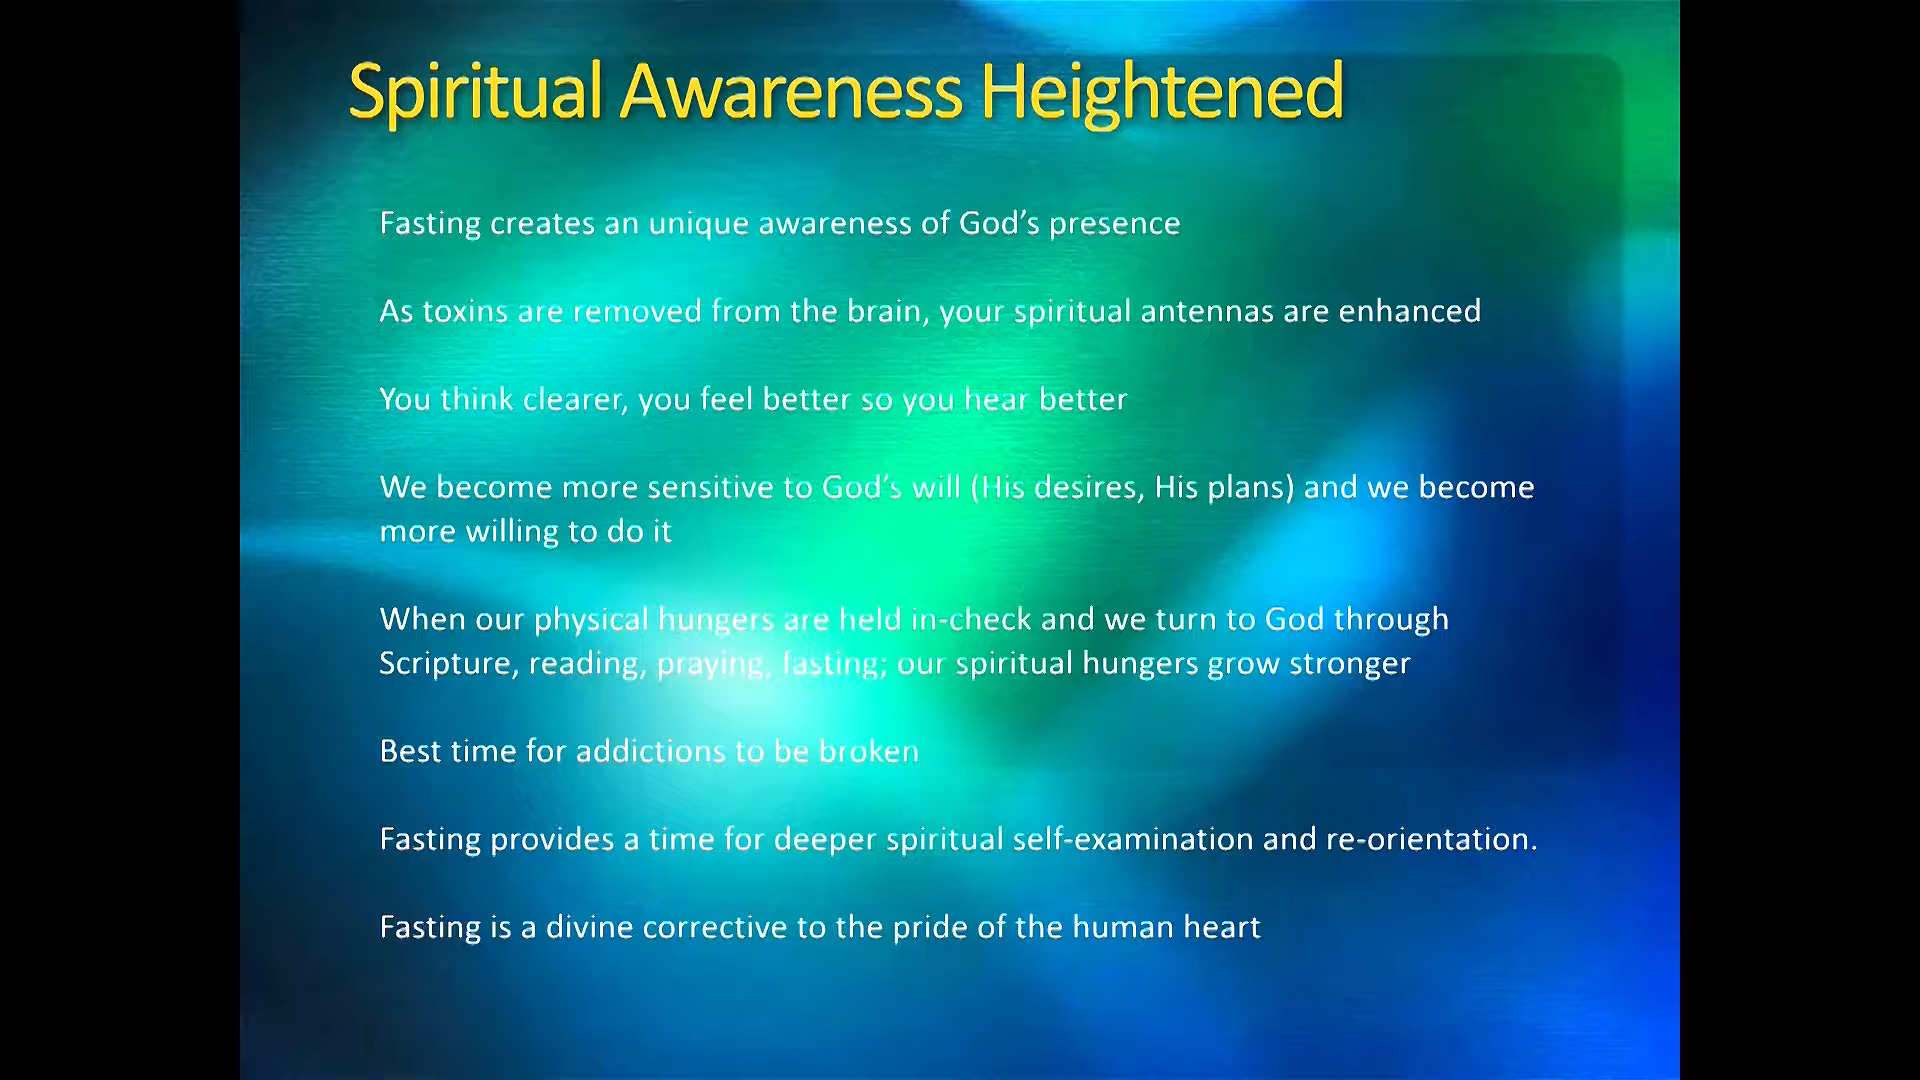 Spiritual Awareness Heightened
Fasting creates an unique awareness of God’s presence
As toxins are removed from the brain, your spiritual antennas are enhanced
You think clearer, you feel better so you hear better
We become more sensitive to God’s will (His desires, His plans) and we become
more willing to do it
When our physical hungers are held in-check and we turn to God through
Scripture, reading, praying, fasting; our spiritual hungers grow stronger
Best time for addictions to be broken
Fasting provides a time for deeper spiritual self-examination and re-orientation.
Fasting is a divine corrective to the pride of the human heart